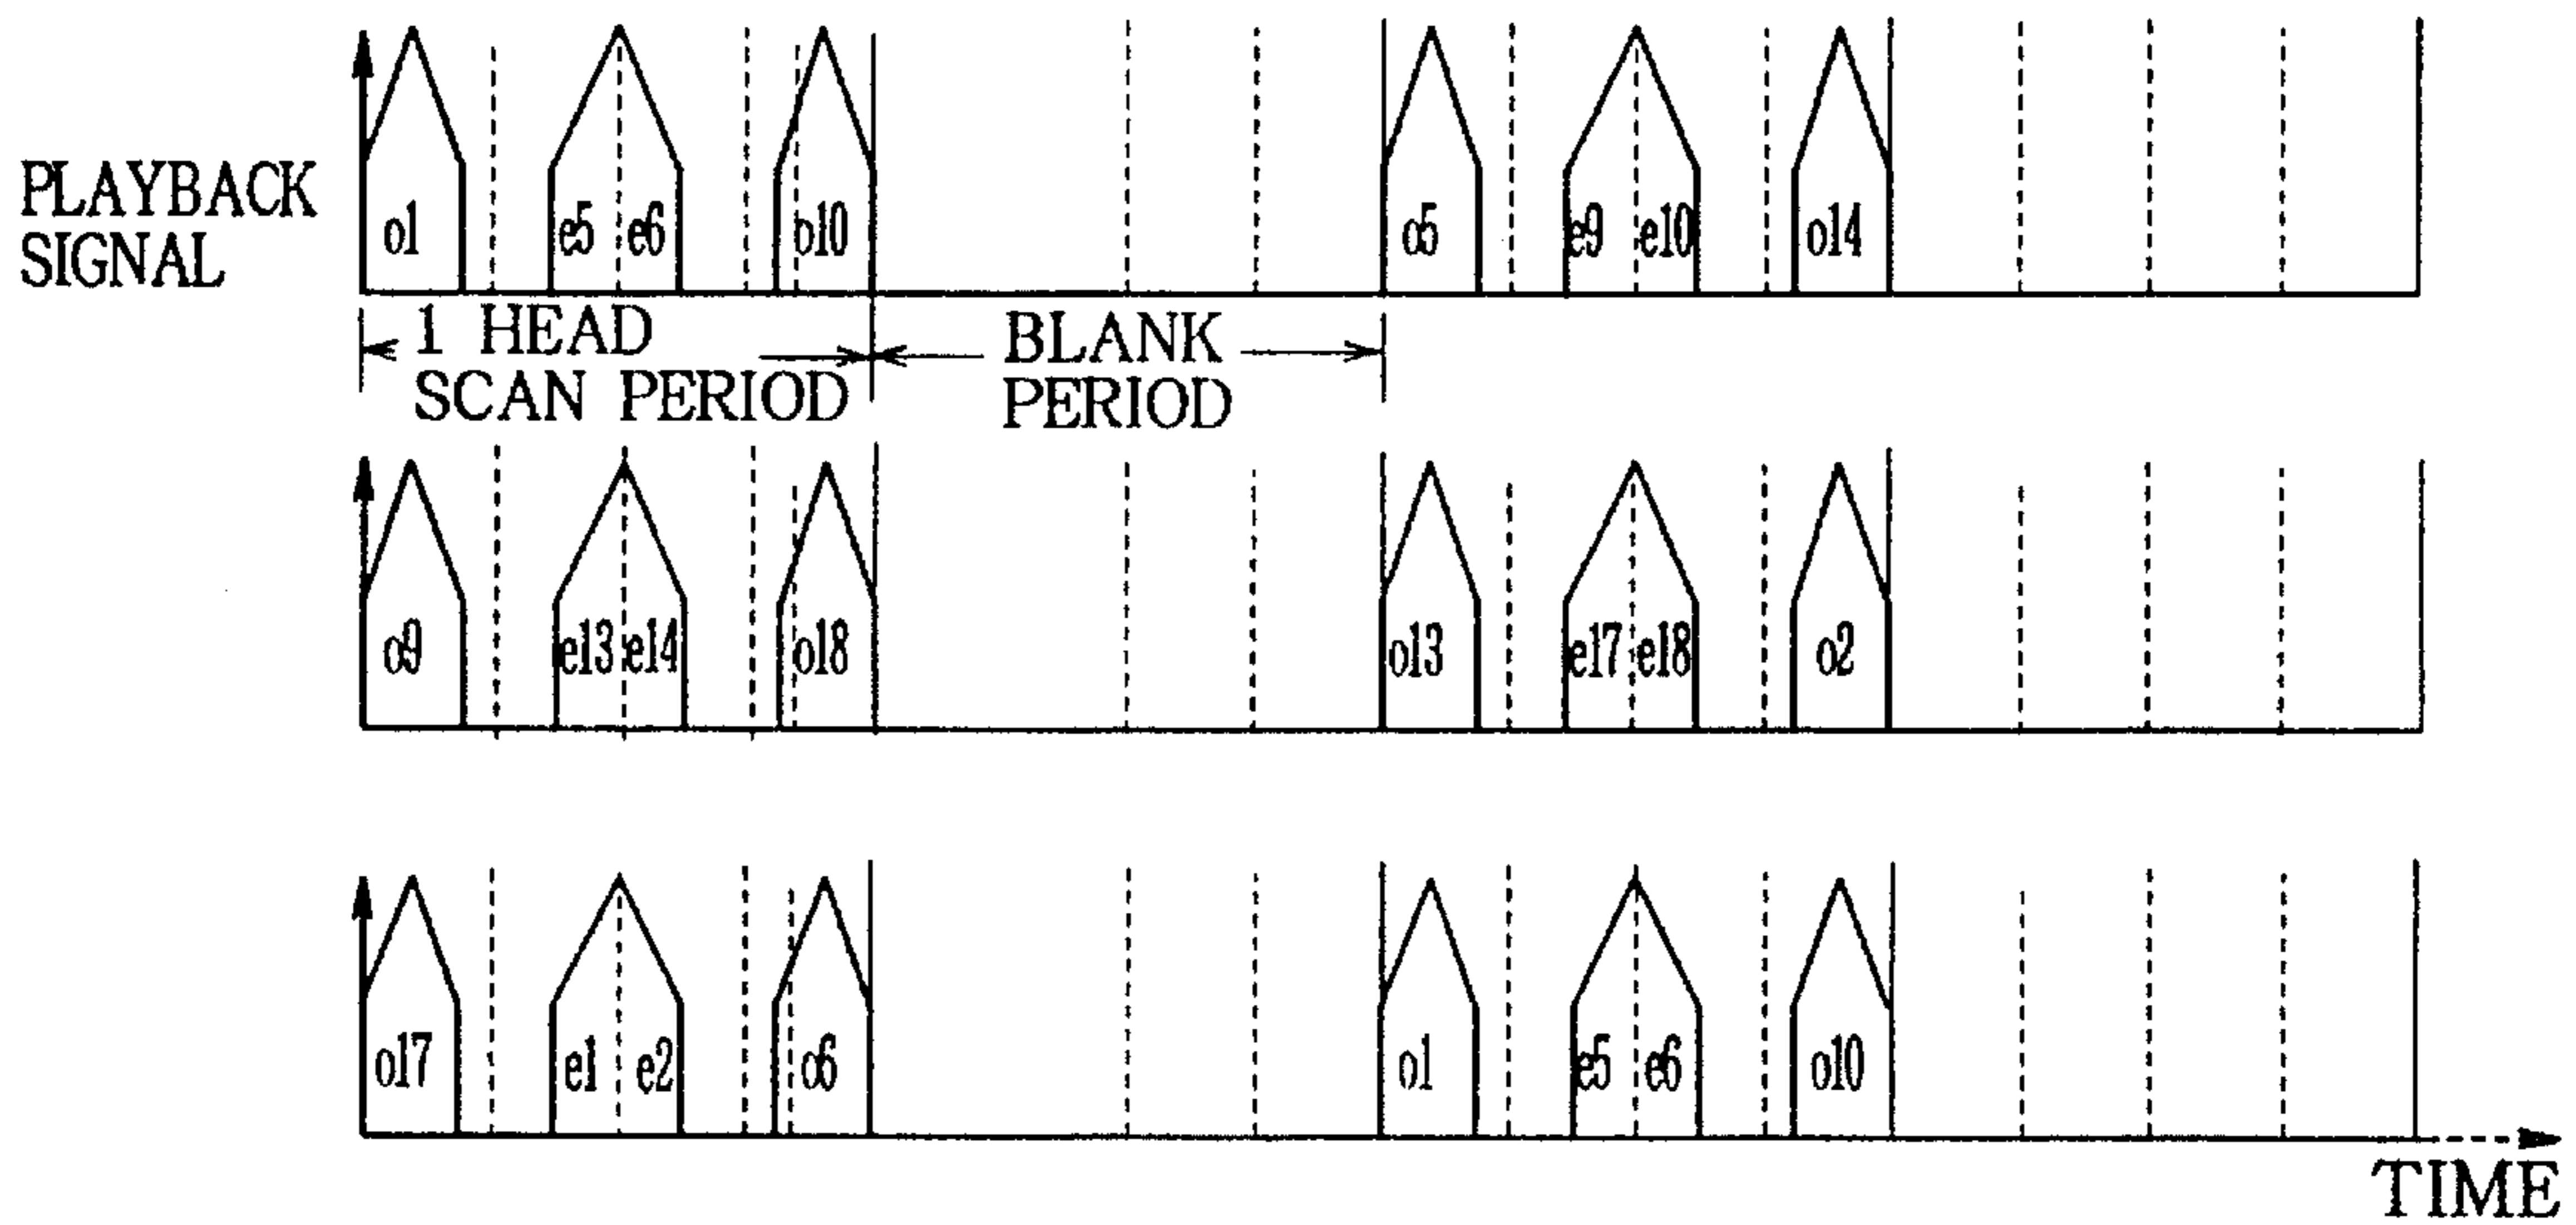 PLAYBACK
SIGNAL
o1 e5 e6 o10 o5 e9 e10 o14
1 HEAD
SCAN PERIOD
BLANK
PERIOD
o9 e13 e14 o18 o13 e17 e18 o2
o17 e1 e2 o6 o1 e5 e6 o10
TIME